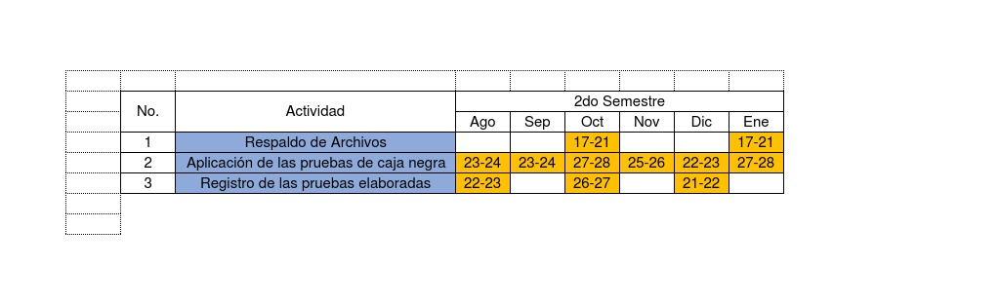 2do Semestre
No. Actividad
Ago Sep Oct Nov Dic Ene
1 Respaldo de Archivos 17-21 17-21
2 Aplicación de las pruebas de caja negra 23-24 23-24 27-28 25-26 22-23 27-28
3 Registro de las pruebas elaboradas 22-23 26-27 21-22